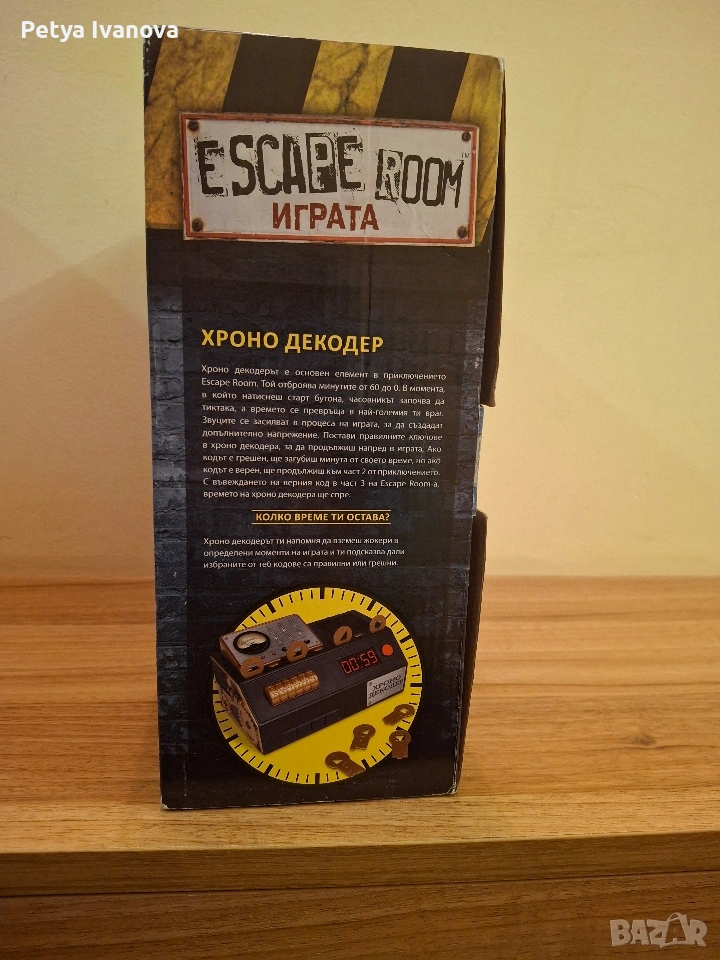 Petya Ivanova
ESCAPE ROOM™
ИГРАТА
ХРОНО ДЕКОДЕР
Хроно декодерът е основен елемент в приключението
Escape Room. Той отброява минутите от 60 до 0. В момента,
в който натиснеш старт бутона, часовникът започва да
тиктака, а времето се превръща в най-големия ти враг.
Звуците се засилват в процеса на играта, за да създадат
допълнително напрежение. Постави правилните ключове
в хроно декодера, за да продължиш напред в играта. Ако
кодът е грешен, ще загубиш минута от своето време, но ако
кодът е верен, ще продължиш към част 2 от приключението.
С въвеждането на верния код в част 3 на Escape Room-а,
времето на хроно декодера ще спре.
КОЛКО ВРЕМЕ ТИ ОСТАВА?
Хроно декодерът ти напомня да вземеш жокери в
определени моменти на играта и ти подсказва дали
избраните от теб кодове са правилни или грешни.
00:59
ХРОНО
ДЕКОДЕР
BAZAR